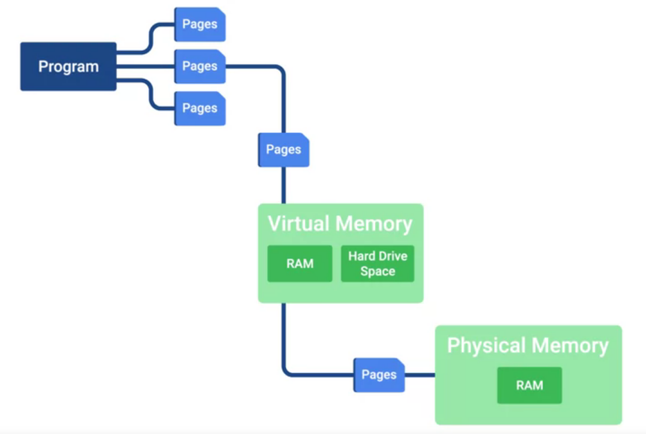 Pages
Program
Pages
Pages
Pages
Virtual Memory
RAM
Hard Drive
Space
Physical Memory
Pages
RAM